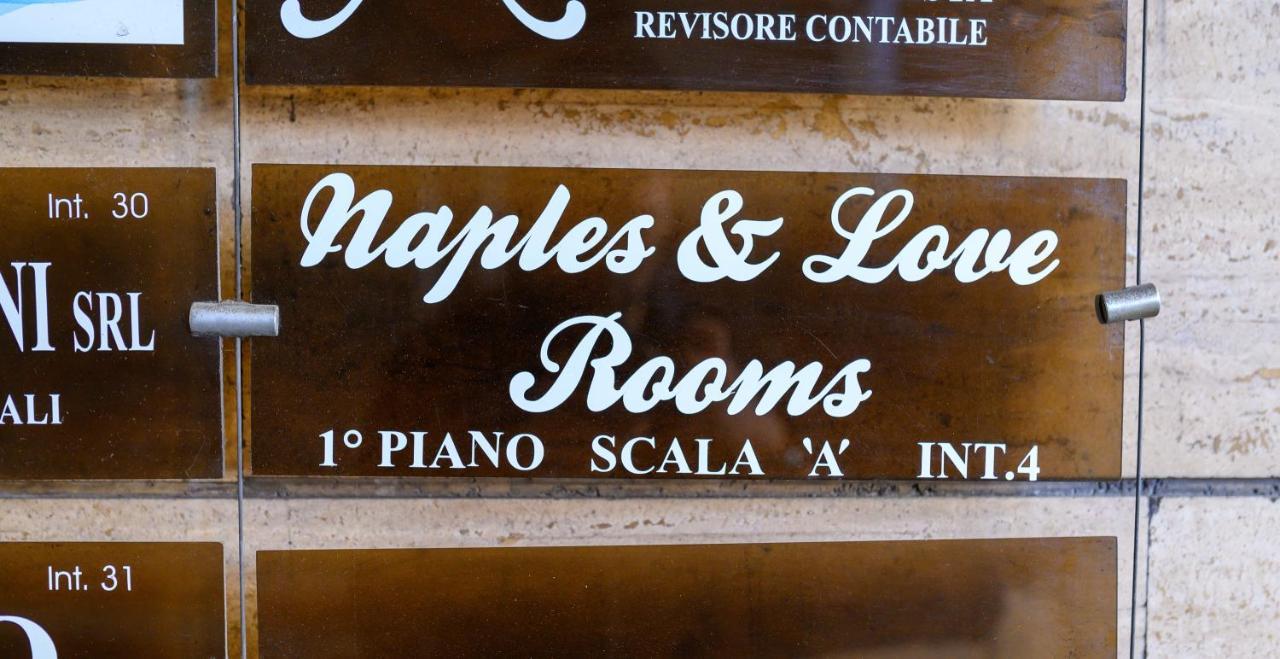 REVISORE CONTABILE
Int. 30
SRL
Naples & Love
Rooms
1° PIANO SCALA 'A' INT.4
Int. 31